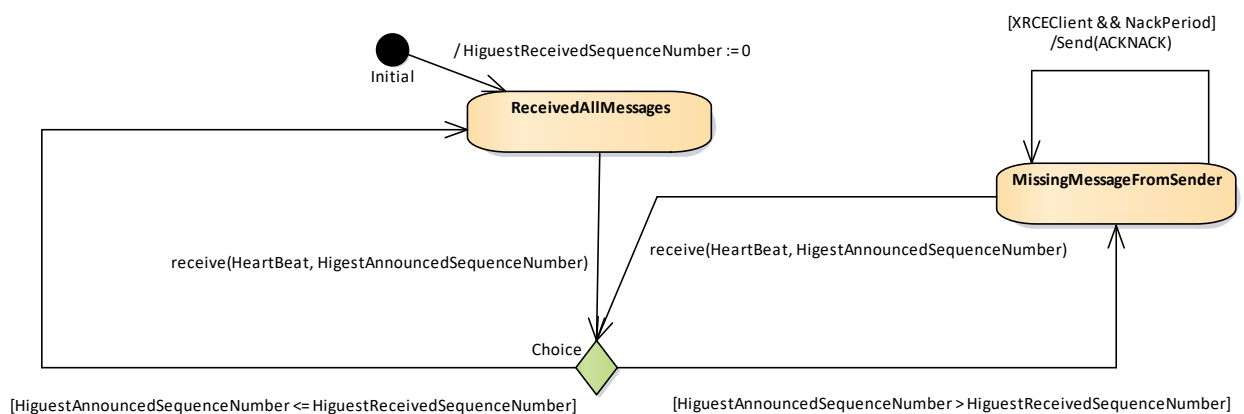 [XRCEClient && NackPeriod]
/Send(ACKNACK)
/ HiguestReceivedSequenceNumber := 0
Initial
ReceivedAllMessages
MissingMessageFromSender
receive(HeartBeat, HigestAnnouncedSequenceNumber)
receive(HeartBeat, HigestAnnouncedSequenceNumber)
Choice
[HiguestAnnouncedSequenceNumber <= HiguestReceivedSequenceNumber]
[HiguestAnnouncedSequenceNumber > HiguestReceivedSequenceNumber]